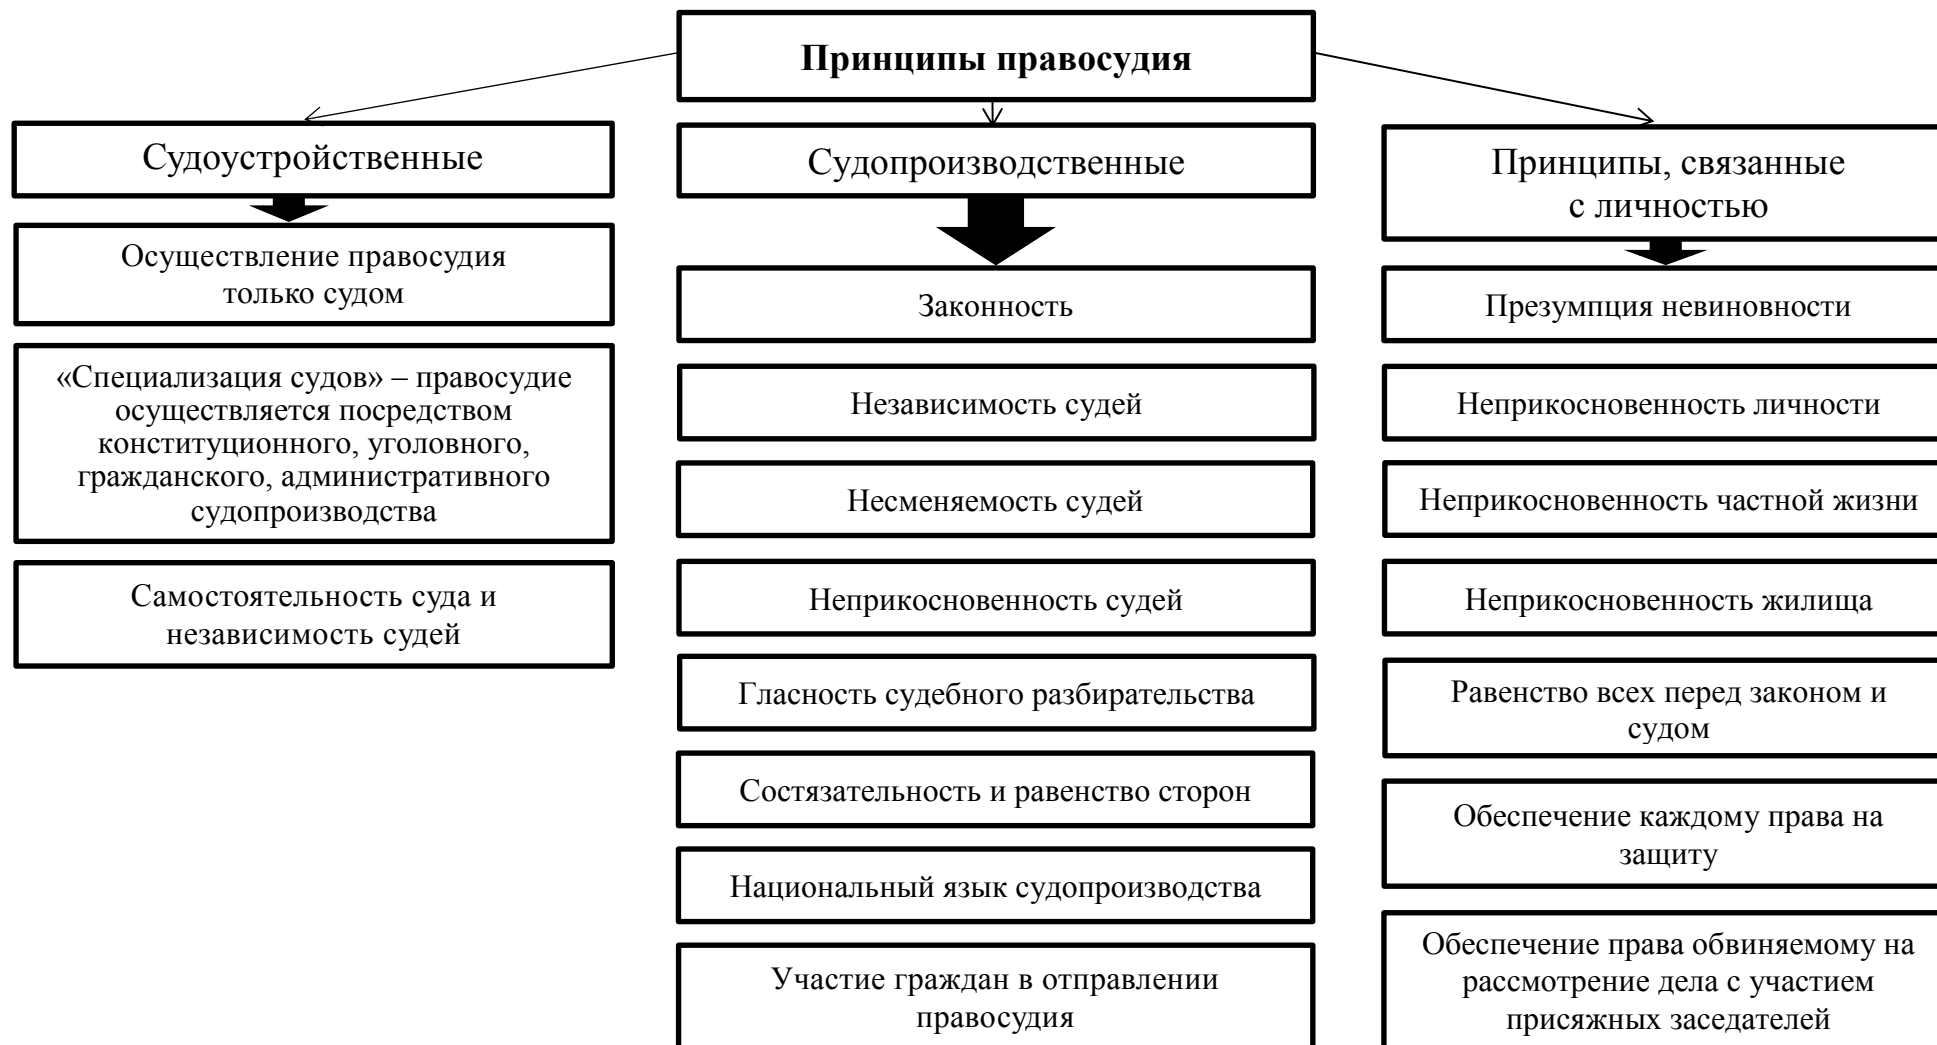 Принципы правосудия
Судоустройственные
Осуществление правосудия
только судом
«Специализация судов» – правосудие
осуществляется посредством
конституционного, уголовного,
гражданского, административного
судопроизводства
Самостоятельность суда и
независимость судей
Судопроизводственные
Законность
Независимость судей
Несменяемость судей
Неприкосновенность судей
Гласность судебного разбирательства
Состязательность и равенство сторон
Национальный язык судопроизводства
Участие граждан в отправлении
правосудия
Принципы, связанные
с личностью
Презумпция невиновности
Неприкосновенность личности
Неприкосновенность частной жизни
Неприкосновенность жилища
Равенство всех перед законом и
судом
Обеспечение каждому права на
защиту
Обеспечение права обвиняемому на
рассмотрение дела с участием
присяжных заседателей